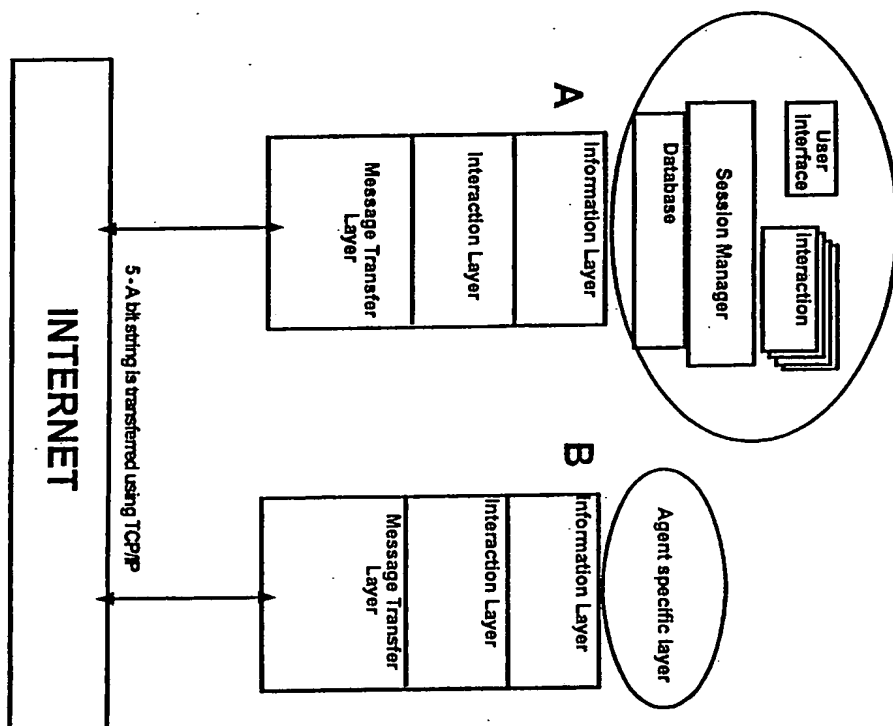 A
User
Interface
Interaction
Session Manager
Database
Information Layer
Interaction Layer
Message Transfer
Layer
B
Agent specific layer
Information Layer
Interaction Layer
Message Transfer
Layer
5 - A bit string is transferred using TCP/IP
INTERNET